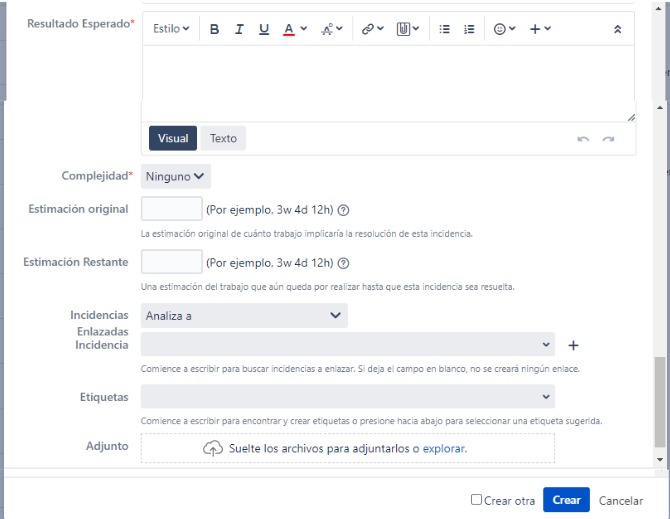 Resultado Esperado*
Estilo B I U A
Visual Texto
Complejidad* Ninguno
Estimación original (Por ejemplo, 3w 4d 12h) ?
La estimación original de cuánto trabajo implicaría la resolución de esta incidencia.
Estimación Restante (Por ejemplo, 3w 4d 12h) ?
Una estimación del trabajo que aún queda por realizar hasta que esta incidencia sea resuelta.
Incidencias Analiza a
Enlazadas
Incidencia
Comience a escribir para buscar incidencias a enlazar. Si deja el campo en blanco, no se creará ningún enlace.
Etiquetas
Comience a escribir para encontrar y crear etiquetas o presione hacia abajo para seleccionar una etiqueta sugerida.
Adjunto Suelte los archivos para adjuntarlos o explorar.
Crear otra Crear Cancelar